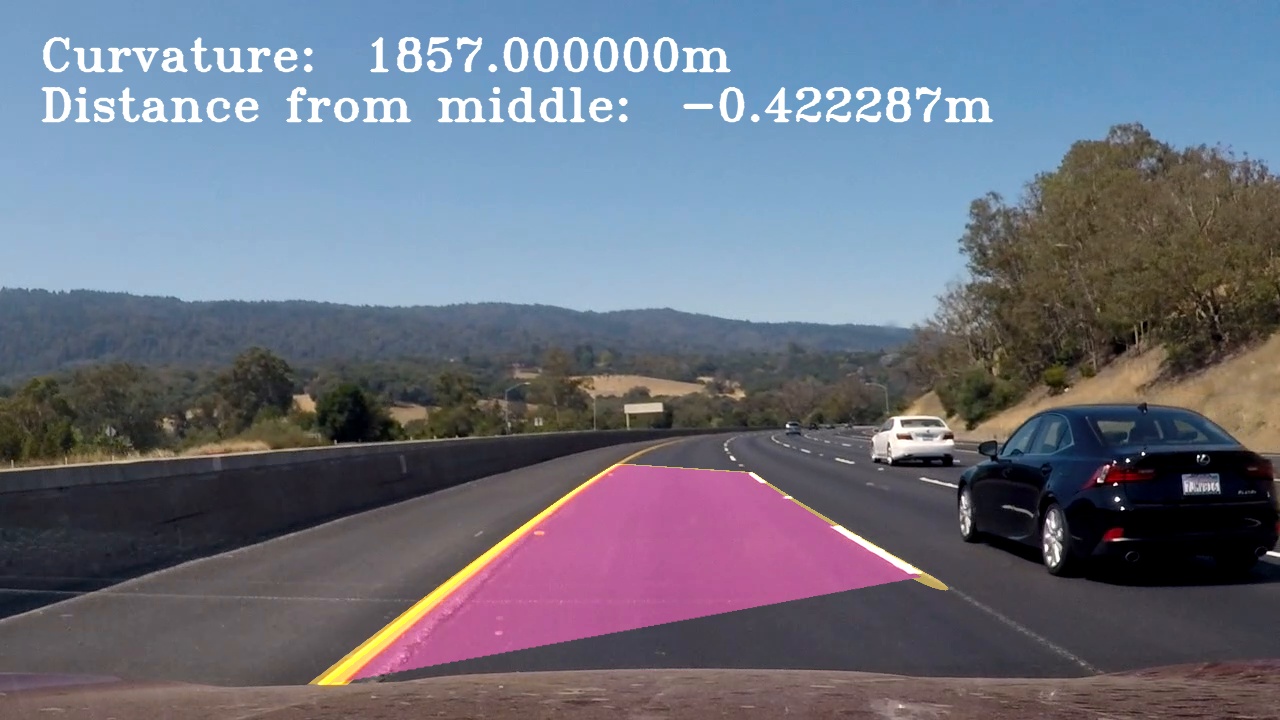 Curvature:  1857.000000m
Distance from middle:  −0.422287m